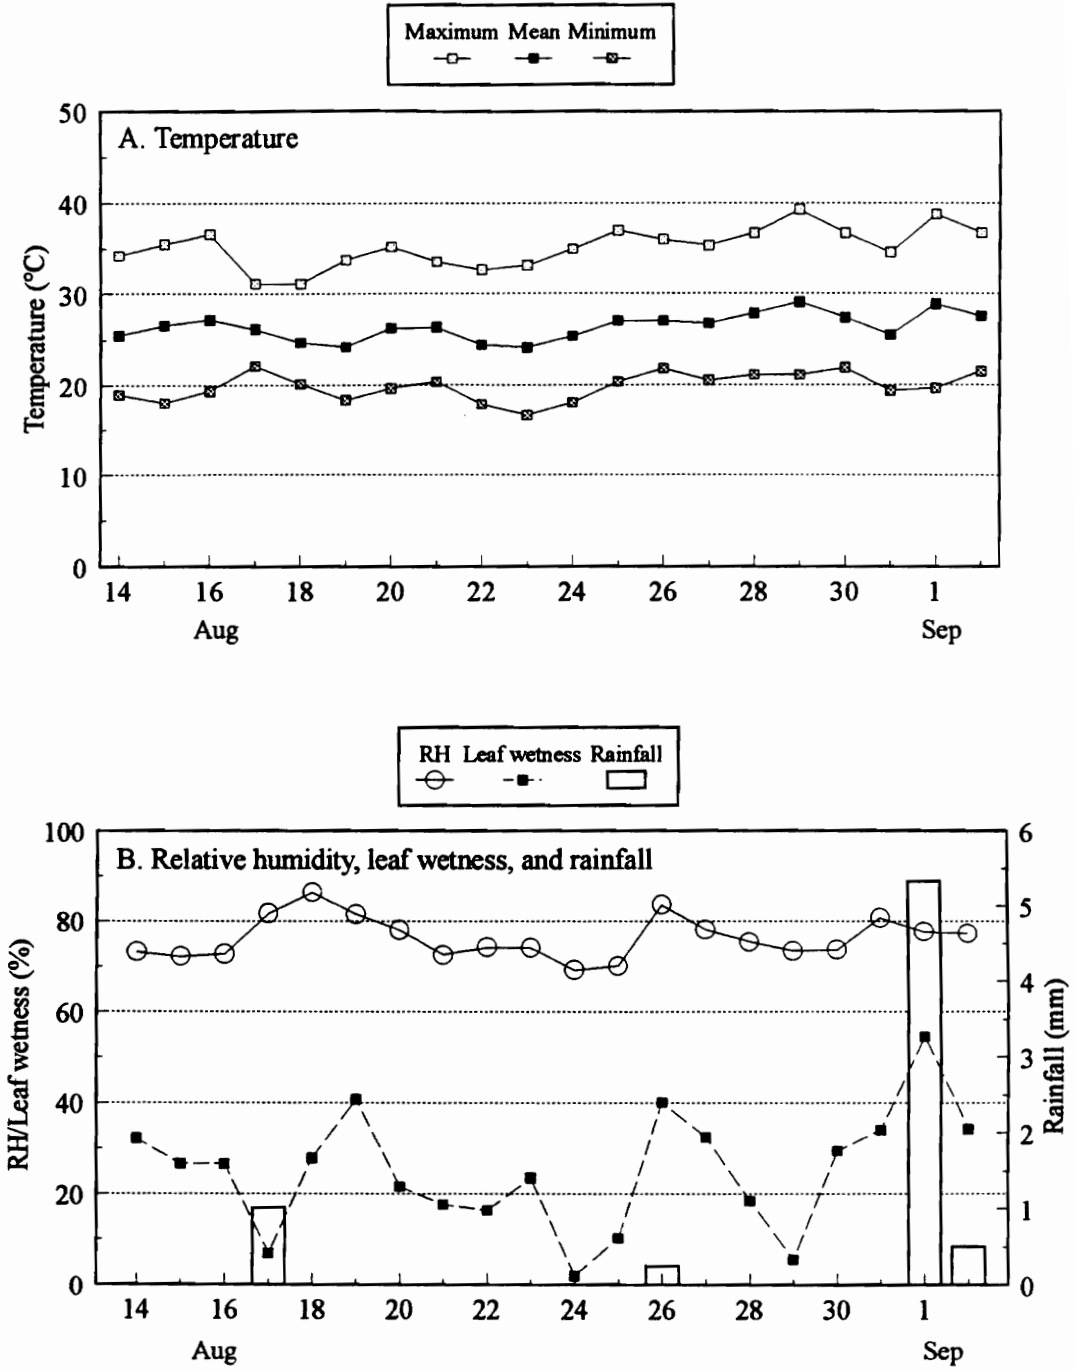 Maximum Mean Minimum
A. Temperature
Temperature (°C)
50
40
30
20
10
0
14 16 18 20 22 24 26 28 30 1
Aug Sep
RH Leaf wetness Rainfall
B. Relative humidity, leaf wetness, and rainfall
RH/Leaf wetness (%)
100
80
60
40
20
0
6
5
4
3
2
1
0
Rainfall (mm)
14 16 18 20 22 24 26 28 30 1
Aug Sep